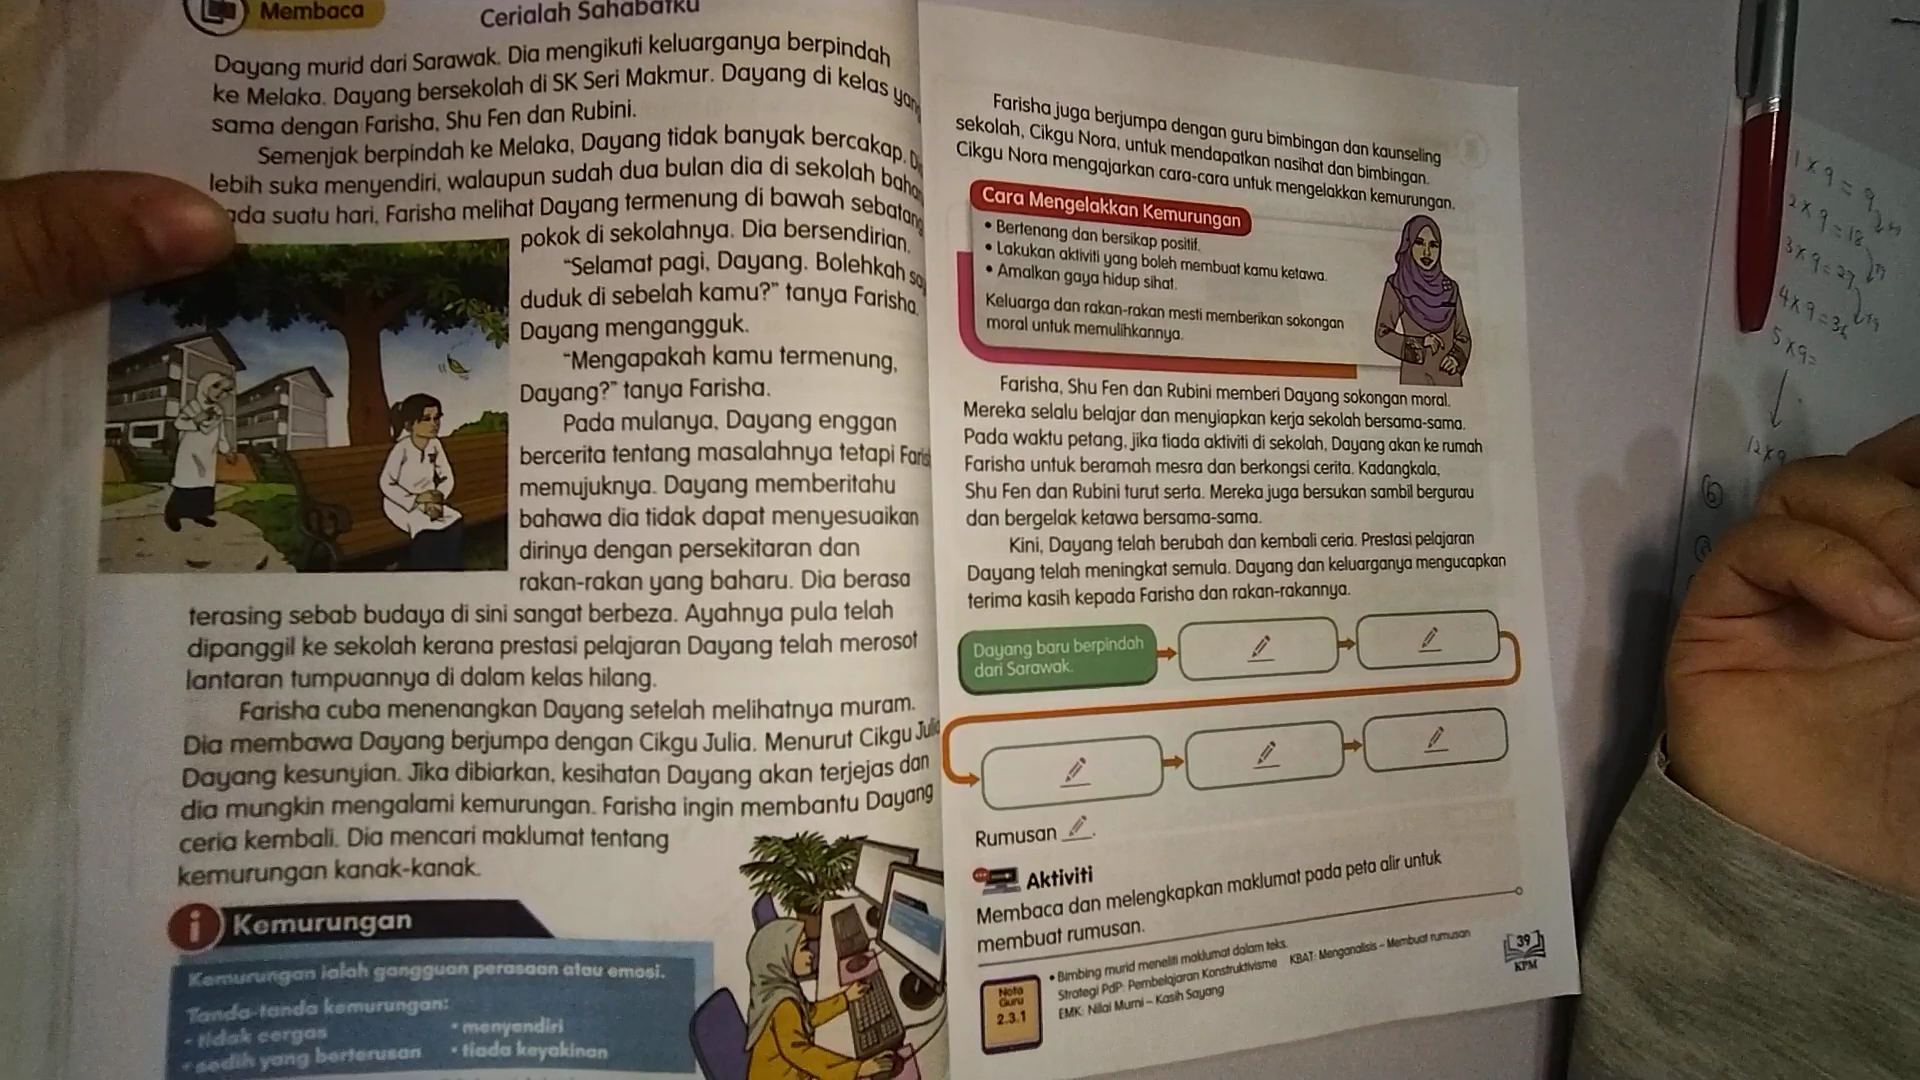 Membaca
Cerialah Sahabatku
Dayang murid dari Sarawak. Dia mengikuti keluarganya berpindah
ke Melaka. Dayang bersekolah di SK Seri Makmur. Dayang di kelas yang
sama dengan Farisha, Shu Fen dan Rubini.
Semenjak berpindah ke Melaka, Dayang tidak banyak bercakap.
lebih suka menyendiri, walaupun sudah dua bulan dia di sekolah
suatu hari, Farisha melihat Dayang termenung di bawah sebatang
pokok di sekolahnya. Dia bersendirian.
"Selamat pagi, Dayang. Bolehkah
duduk di sebelah kamu?" tanya Farisha.
Dayang mengangguk.
"Mengapakah kamu termenung,
Dayang?" tanya Farisha.
Pada mulanya, Dayang enggan
bercerita tentang masalahnya tetapi
memujuknya. Dayang memberitahu
bahawa dia tidak dapat menyesuaikan
dirinya dengan persekitaran dan
rakan-rakan yang baharu. Dia berasa
terasing sebab budaya di sini sangat berbeza. Ayahnya pula telah
dipanggil ke sekolah kerana prestasi pelajaran Dayang telah merosot
lantaran tumpuannya di dalam kelas hilang.
Farisha cuba menenangkan Dayang setelah melihatnya muram.
Dia membawa Dayang berjumpa dengan Cikgu Julia. Menurut Cikgu
Dayang kesunyian. Jika dibiarkan, kesihatan Dayang akan terjejas dan
dia mungkin mengalami kemurungan. Farisha ingin membantu Dayang
ceria kembali. Dia mencari maklumat tentang
kemurungan kanak-kanak.
i Kemurungan
Kemurungan ialah gangguan perasaan atau emosi.
Tanda-tanda kemurungan:
• tidak cergas
• menyendiri
• sedih yang berterusan
• tiada keyakinan
Farisha juga berjumpa dengan guru bimbingan dan kaunseling
sekolah, Cikgu Nora, untuk mendapatkan nasihat dan bimbingan.
Cikgu Nora mengajarkan cara-cara untuk mengelakkan kemurungan.
Cara Mengelakkan Kemurungan
• Bertenang dan bersikap positif.
• Lakukan aktiviti yang boleh membuat kamu ketawa.
• Amalkan gaya hidup sihat.
Keluarga dan rakan-rakan mesti memberikan sokongan
moral untuk memulihkannya.
Farisha, Shu Fen dan Rubini memberi Dayang sokongan moral.
Mereka selalu belajar dan menyiapkan kerja sekolah bersama-sama.
Pada waktu petang, jika tiada aktiviti di sekolah, Dayang akan ke rumah
Farisha untuk beramah mesra dan berkongsi cerita. Kadangkala,
Shu Fen dan Rubini turut serta. Mereka juga bersukan sambil bergurau
dan bergelak ketawa bersama-sama.
Kini, Dayang telah berubah dan kembali ceria. Prestasi pelajaran
Dayang telah meningkat semula. Dayang dan keluarganya mengucapkan
terima kasih kepada Farisha dan rakan-rakannya.
Dayang baru berpindah
dari Sarawak.
Rumusan
Aktiviti
Membaca dan melengkapkan maklumat pada peta alir untuk
membuat rumusan.
Nota
Guru
2.3.1
• Bimbing murid meneliti maklumat dalam teks.
Strategi PdP: Pembelajaran Konstruktivisme KBAT: Menganalisis – Membuat rumusan
EMK: Nilai Murni – Kasih Sayang
39
KPM
1 x 9 = 9
2 x 9 = 18
3 x 9 = 27
4 x 9 = 36
5 x 9 =
12 x 9
6